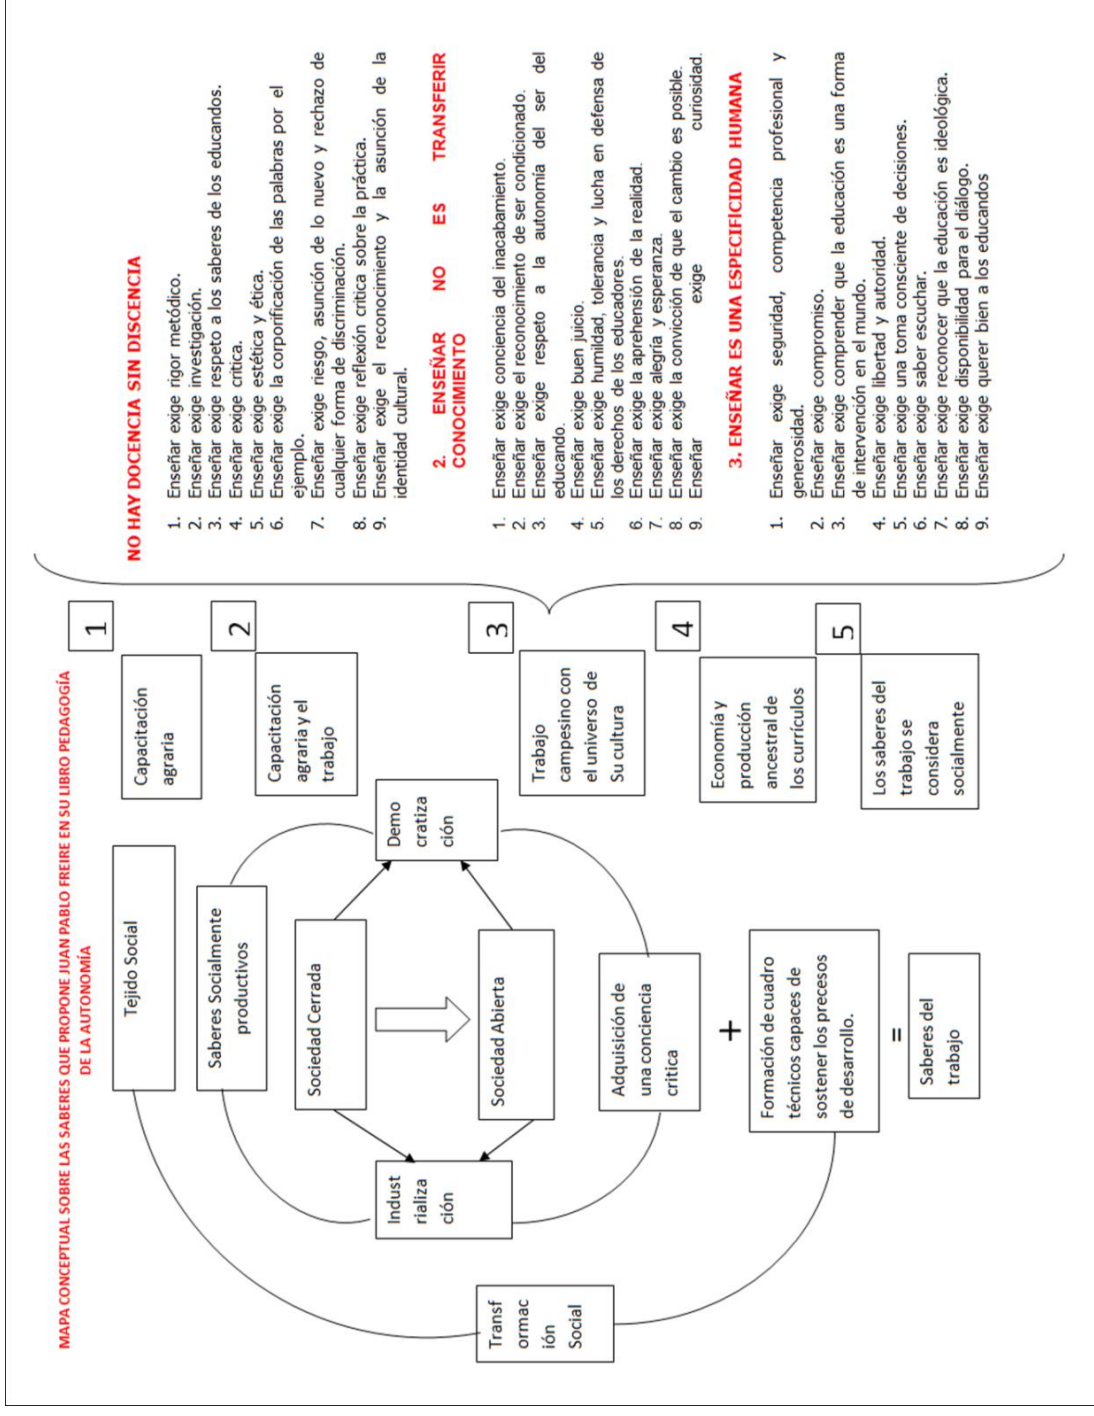 MAPA CONCEPTUAL SOBRE LAS SABERES QUE PROPONE JUAN PABLO FREIRE EN SU LIBRO PEDAGOGÍA
DE LA AUTONOMÍA
Tejido Social
Saberes Socialmente
productivos
Sociedad Cerrada
Indust
rializa
ción
Demo
cratiza
ción
Sociedad Abierta
Transf
ormac
ión
Social
Adquisición de
una conciencia
critica
+
Formación de cuadro
técnicos capaces de
sostener los precesos
de desarrollo.
=
Saberes del
trabajo
1
Capacitación
agraria
2
Capacitación
agraria y el
trabajo
3
Trabajo
campesino con
el universo de
Su cultura
4
Economía y
producción
ancestral de
los currículos
5
Los saberes del
trabajo se
considera
socialmente
NO HAY DOCENCIA SIN DISCENCIA
1. Enseñar exige rigor metódico.
2. Enseñar exige investigación.
3. Enseñar exige respeto a los saberes de los educandos.
4. Enseñar exige crítica.
5. Enseñar exige estética y ética.
6. Enseñar exige la corporificación de las palabras por el
ejemplo.
7. Enseñar exige riesgo, asunción de lo nuevo y rechazo de
cualquier forma de discriminación.
8. Enseñar exige reflexión crítica sobre la práctica.
9. Enseñar exige el reconocimiento y la asunción de la
identidad cultural.
2. ENSEÑAR NO ES TRANSFERIR
CONOCIMIENTO
1. Enseñar exige conciencia del inacabamiento.
2. Enseñar exige el reconocimiento de ser condicionado.
3. Enseñar exige respeto a la autonomía del ser del
educando.
4. Enseñar exige buen juicio.
5. Enseñar exige humildad, tolerancia y lucha en defensa de
los derechos de los educadores.
6. Enseñar exige la aprehensión de la realidad.
7. Enseñar exige alegría y esperanza.
8. Enseñar exige la convicción de que el cambio es posible.
9. Enseñar exige curiosidad.
3. ENSEÑAR ES UNA ESPECIFICIDAD HUMANA
1. Enseñar exige seguridad, competencia profesional y
generosidad.
2. Enseñar exige compromiso.
3. Enseñar exige comprender que la educación es una forma
de intervención en el mundo.
4. Enseñar exige libertad y autoridad.
5. Enseñar exige una toma consciente de decisiones.
6. Enseñar exige saber escuchar.
7. Enseñar exige reconocer que la educación es ideológica.
8. Enseñar exige disponibilidad para el diálogo.
9. Enseñar exige querer bien a los educandos